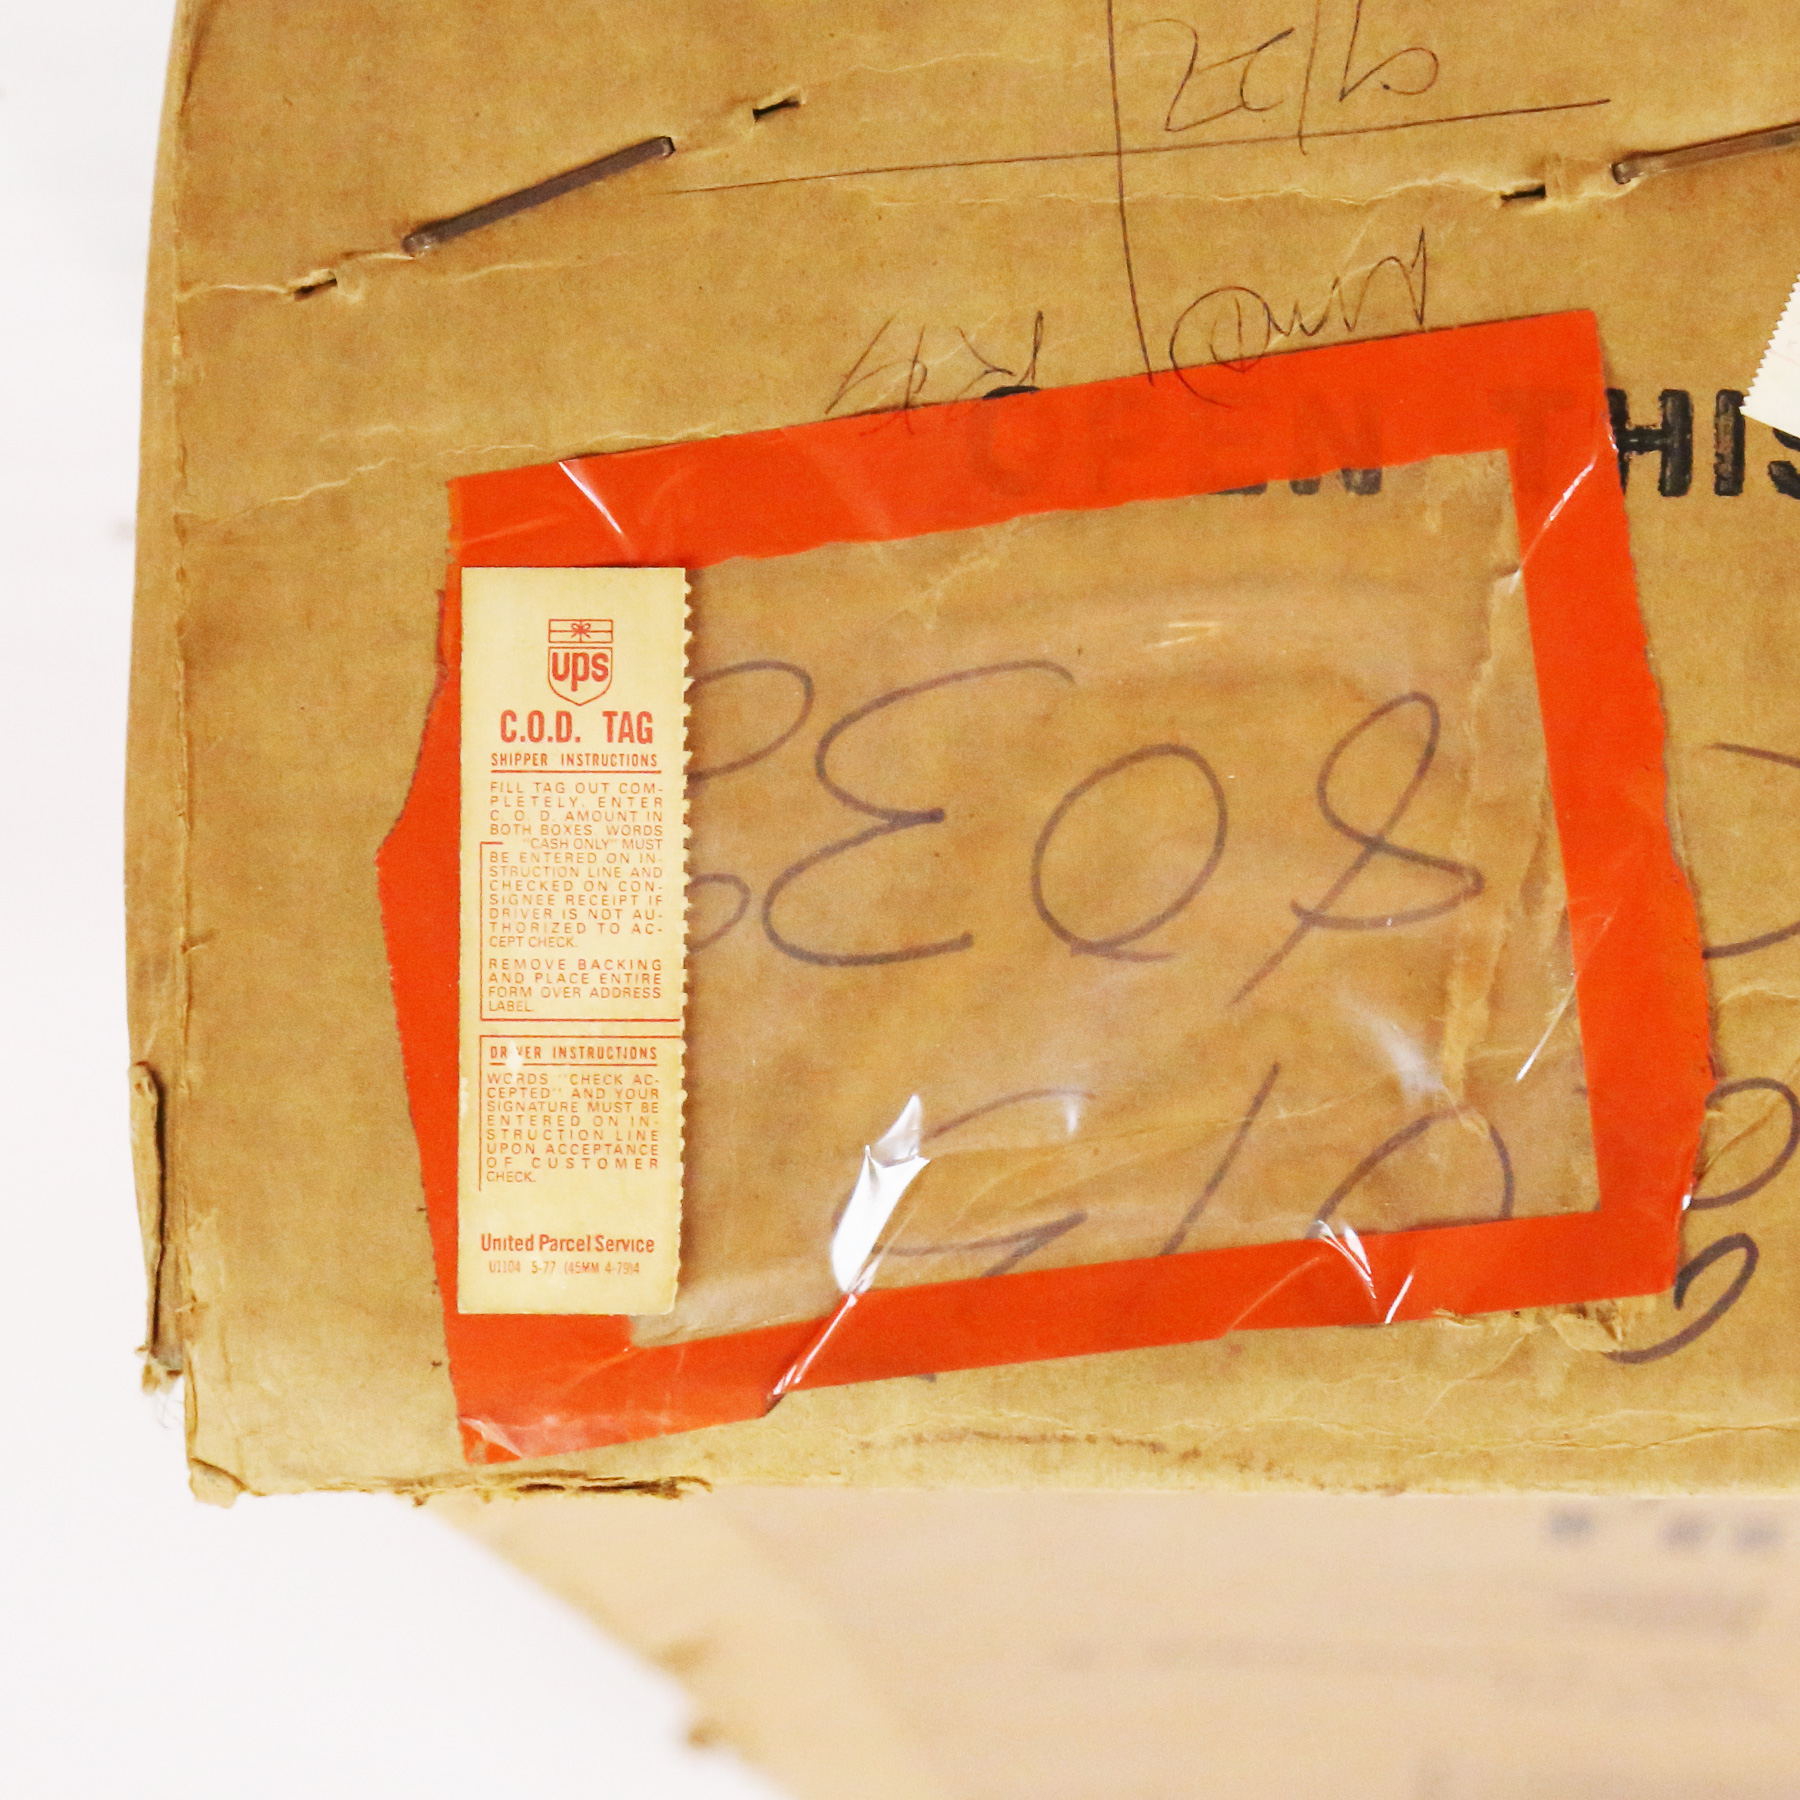 OPEN THIS
ups
C.O.D. TAG
SHIPPER INSTRUCTIONS
FILL TAG OUT COM-
PLETELY. ENTER
C. O. D. AMOUNT IN
BOTH BOXES. WORDS
"CASH ONLY" MUST
BE ENTERED ON IN-
STRUCTION LINE AND
CHECKED ON CON-
SIGNEE RECEIPT IF
DRIVER IS NOT AU-
THORIZED TO AC-
CEPT CHECK.
REMOVE BACKING
AND PLACE ENTIRE
FORM OVER ADDRESS
LABEL.
DRIVER INSTRUCTIONS
WORDS "CHECK AC-
CEPTED" AND YOUR
SIGNATURE MUST BE
ENTERED ON IN-
STRUCTION LINE
UPON ACCEPTANCE
OF CUSTOMER
CHECK.
United Parcel Service
U1104 5-77 (45MM 4-79)4